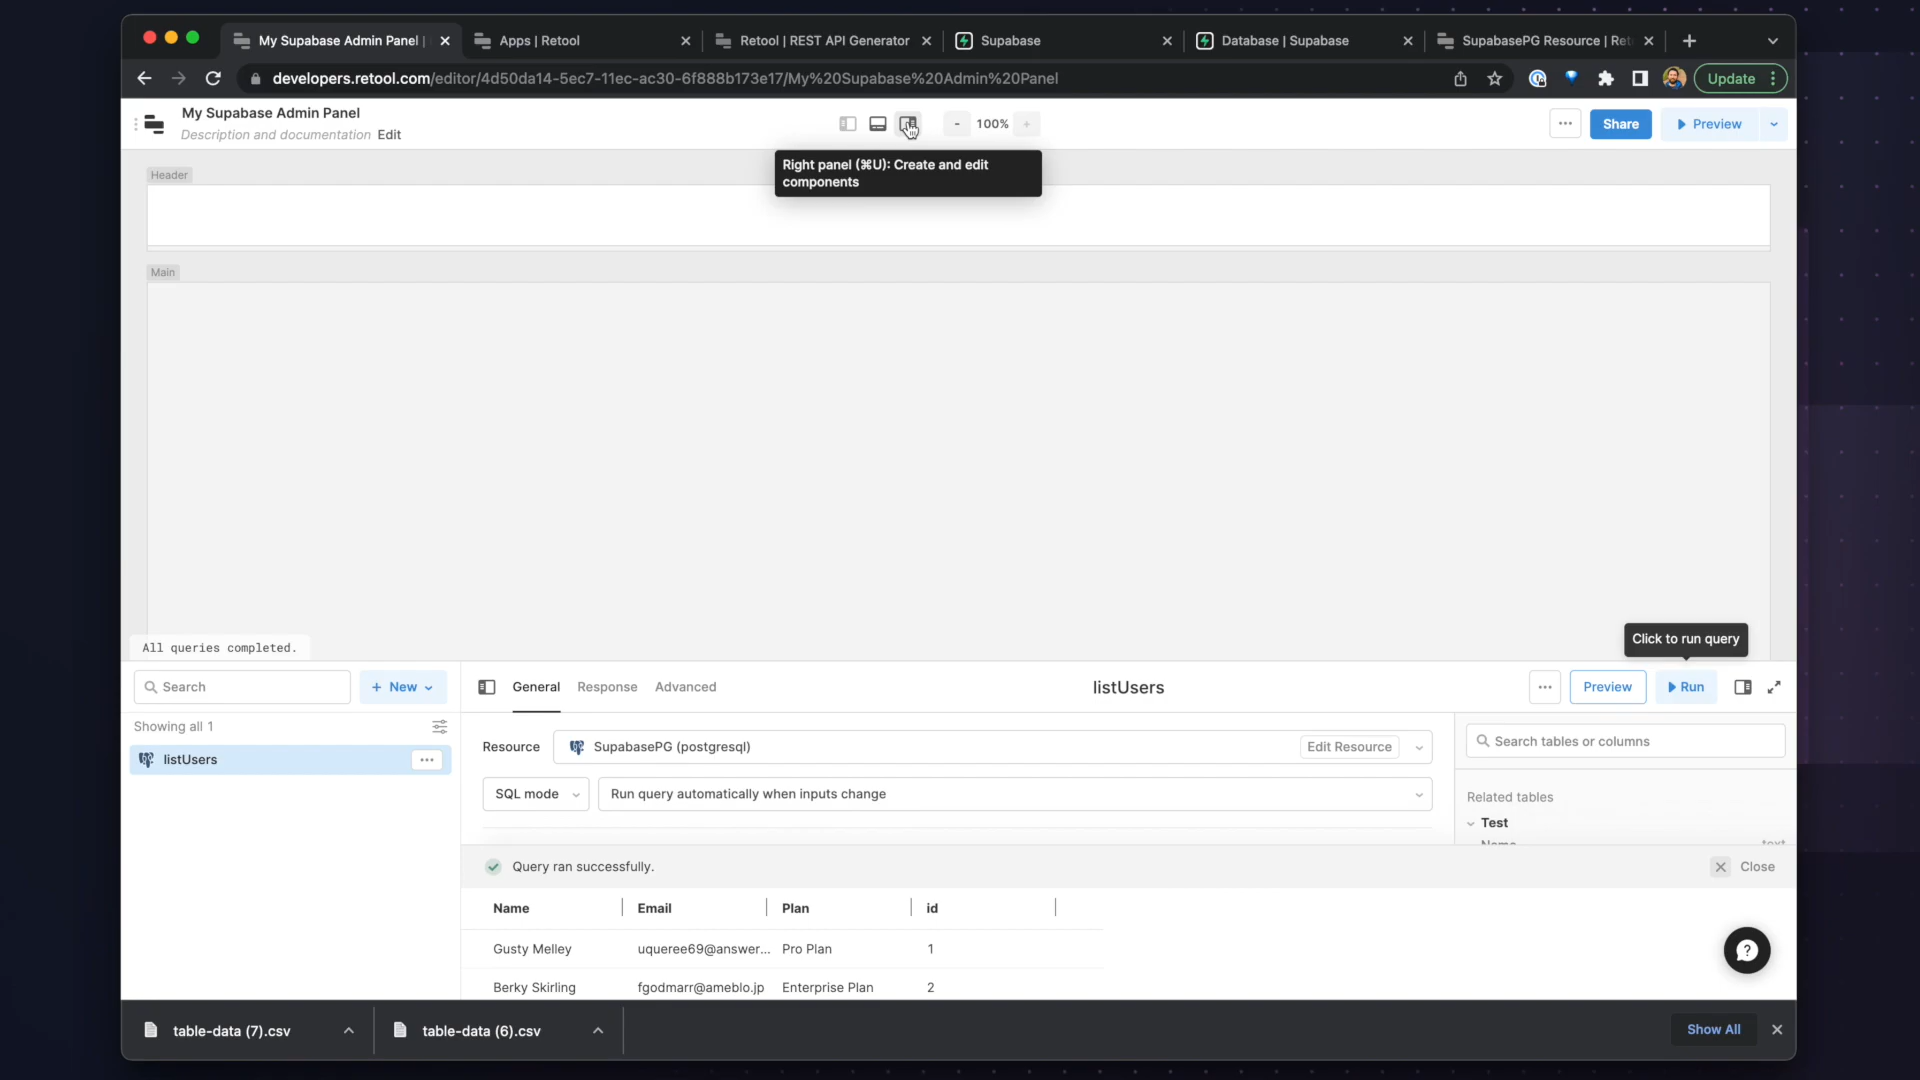 My Supabase Admin Panel |
Apps | Retool
Retool | REST API Generator
Supabase
Database | Supabase
SupabasePG Resource | Ret
developers.retool.com/editor/4d50da14-5ec7-11ec-ac30-6f888b173e17/My%20Supabase%20Admin%20Panel
Update
My Supabase Admin Panel
Description and documentation Edit
- 100% +
Share
Preview
Right panel (⌘U): Create and edit
components
Header
Main
All queries completed.
Click to run query
Search
+ New
General
Response
Advanced
listUsers
Preview
Run
Showing all 1
listUsers
Resource
SupabasePG (postgresql)
Edit Resource
SQL mode
Run query automatically when inputs change
Search tables or columns
Related tables
Test
Name text
Query ran successfully.
Close
Name Email Plan id
Gusty Melley uqueree69@answer... Pro Plan 1
Berky Skirling fgodmarr@ameblo.jp Enterprise Plan 2
table-data (7).csv
table-data (6).csv
Show All